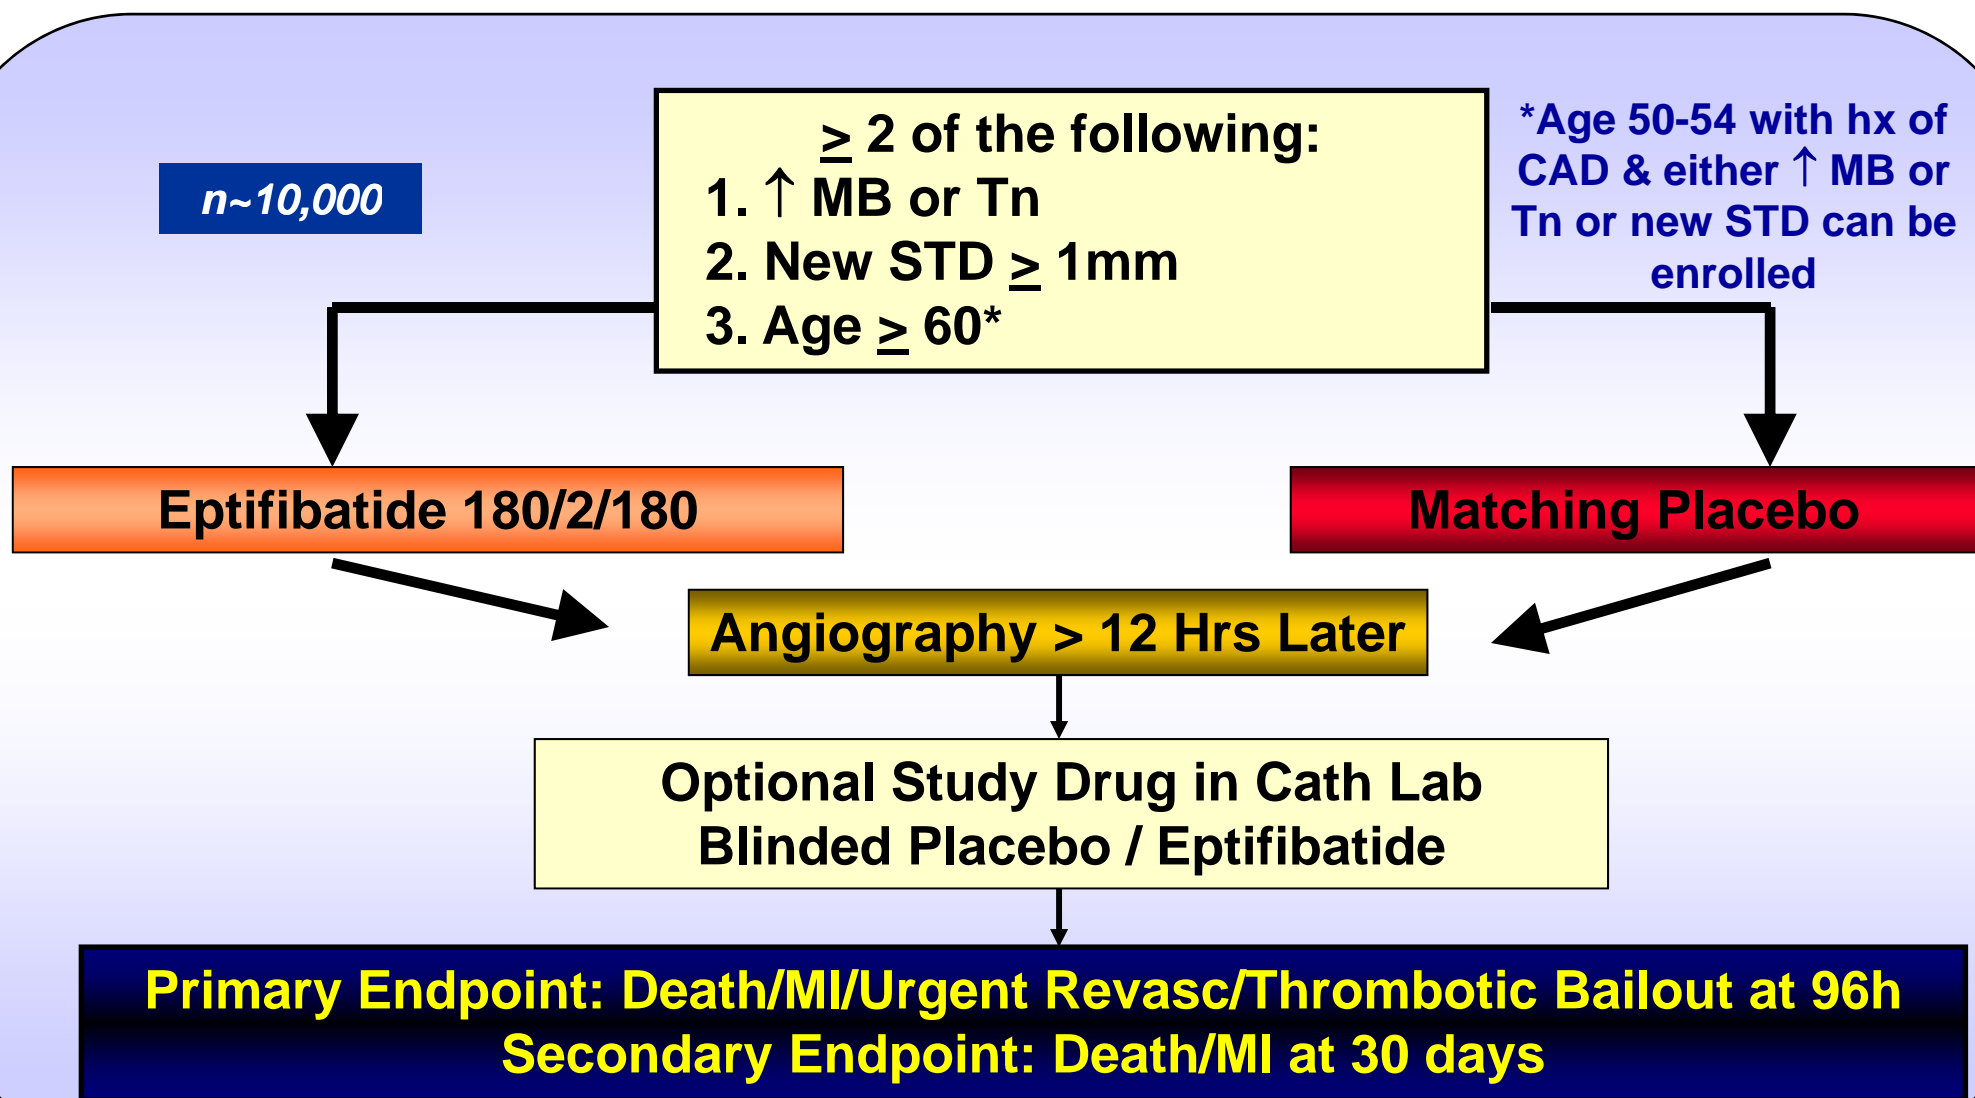 n~10,000
≥ 2 of the following:
1. ↑ MB or Tn
2. New STD ≥ 1mm
3. Age ≥ 60*
*Age 50-54 with hx of
CAD & either ↑ MB or
Tn or new STD can be
enrolled
Eptifibatide 180/2/180
Matching Placebo
Angiography > 12 Hrs Later
Optional Study Drug in Cath Lab
Blinded Placebo / Eptifibatide
Primary Endpoint: Death/MI/Urgent Revasc/Thrombotic Bailout at 96h
Secondary Endpoint: Death/MI at 30 days